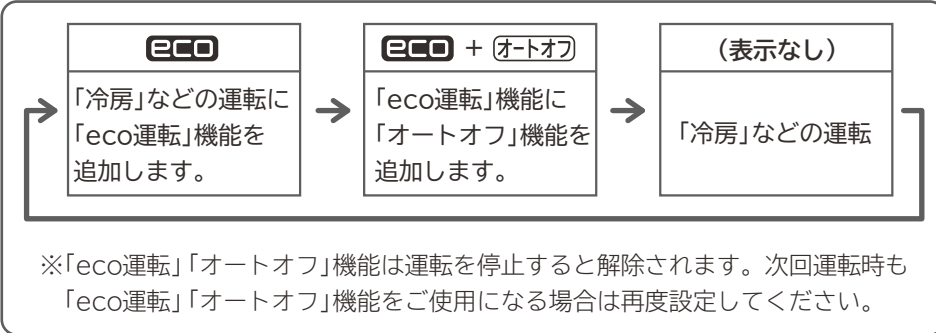 eco
「冷房」などの運転に
「eco運転」機能を
追加します。
eco + オートオフ
「eco運転」機能に
「オートオフ」機能を
追加します。
(表示なし)
「冷房」などの運転
※「eco運転」「オートオフ」機能は運転を停止すると解除されます。次回運転時も
「eco運転」「オートオフ」機能をご使用になる場合は再度設定してください。